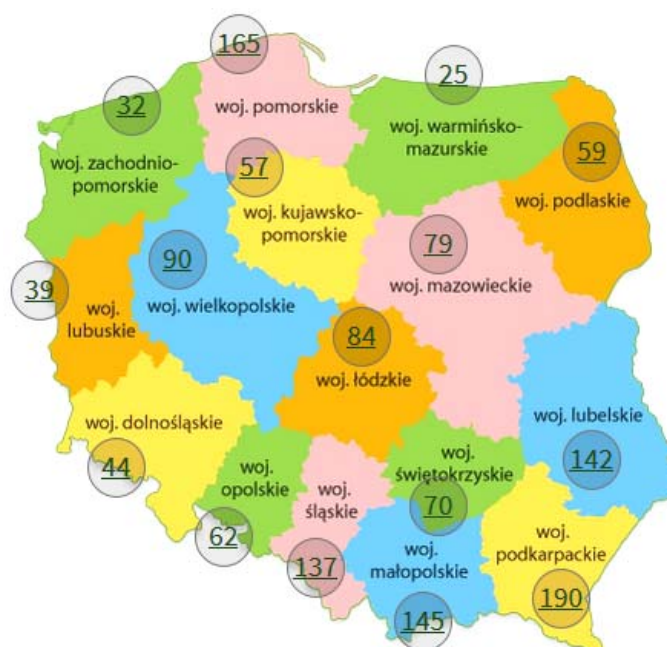 165
25
32
woj. pomorskie
woj. warmińsko-
mazurskie
59
woj. zachodnio-
pomorskie
57
woj. podlaskie
woj. kujawsko-
pomorskie
79
90
39
woj. mazowieckie
woj. wielkopolskie
woj.
lubuskie
84
woj. łódzkie
woj. lubelskie
woj. dolnośląskie
44
woj.
opolskie
woj.
śląskie
woj.
świętokrzyskie
142
70
62
137
woj.
małopolskie
woj.
podkarpackie
190
145